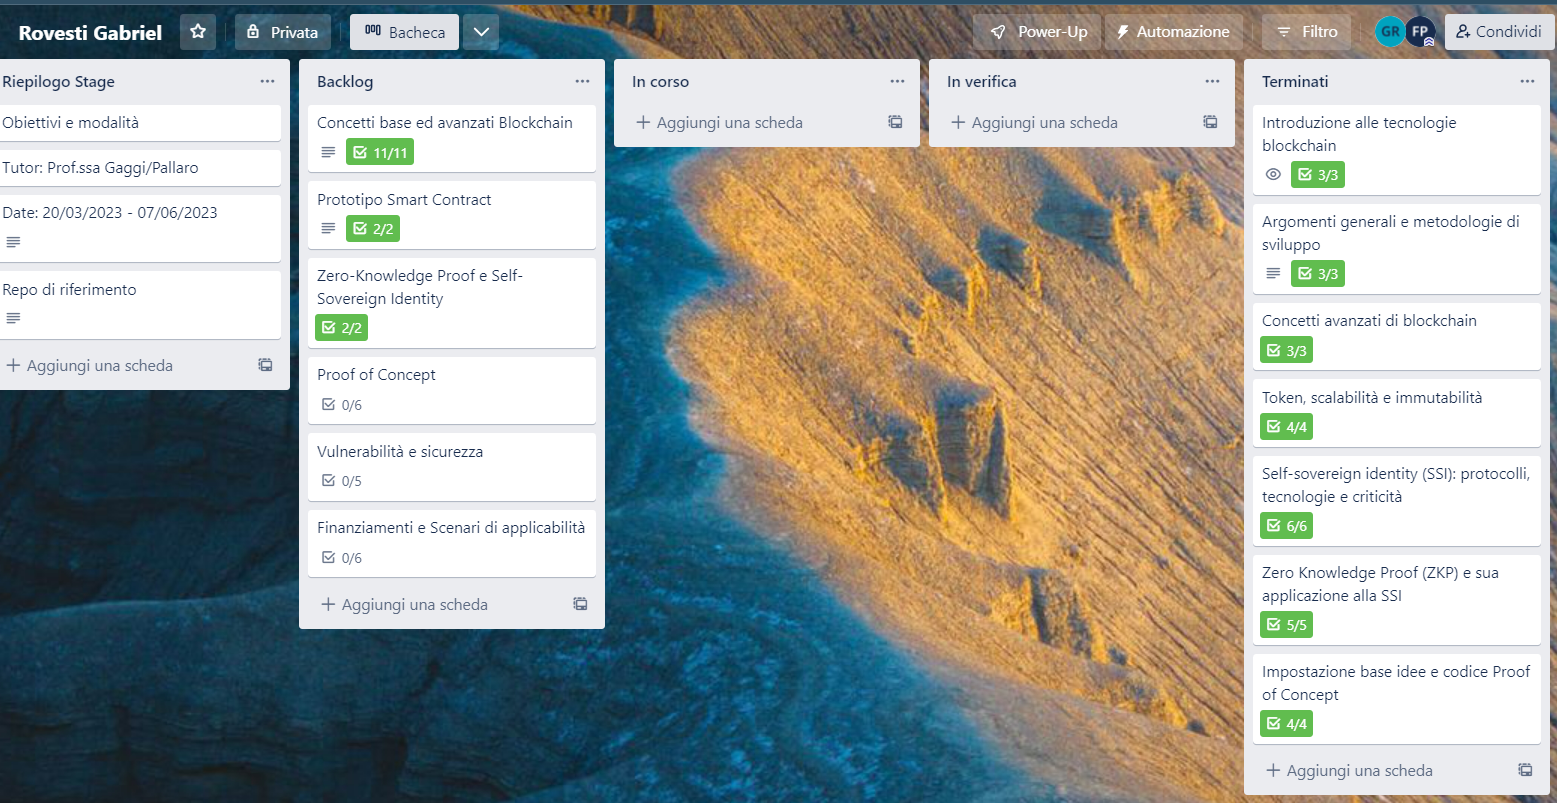 Rovesti Gabriel
Privata
Bacheca
Power-Up
Automazione
Filtro
GR
FP
Condividi
Riepilogo Stage
Obiettivi e modalità
Tutor: Prof.ssa Gaggi/Pallaro
Date: 20/03/2023 - 07/06/2023
Repo di riferimento
Aggiungi una scheda
Backlog
Concetti base ed avanzati Blockchain
11/11
Prototipo Smart Contract
2/2
Zero-Knowledge Proof e Self-
Sovereign Identity
2/2
Proof of Concept
0/6
Vulnerabilità e sicurezza
0/5
Finanziamenti e Scenari di applicabilità
0/6
Aggiungi una scheda
In corso
Aggiungi una scheda
In verifica
Aggiungi una scheda
Terminati
Introduzione alle tecnologie
blockchain
3/3
Argomenti generali e metodologie di
sviluppo
3/3
Concetti avanzati di blockchain
3/3
Token, scalabilità e immutabilità
4/4
Self-sovereign identity (SSI): protocolli,
tecnologie e criticità
6/6
Zero Knowledge Proof (ZKP) e sua
applicazione alla SSI
5/5
Impostazione base idee e codice Proof
of Concept
4/4
Aggiungi una scheda